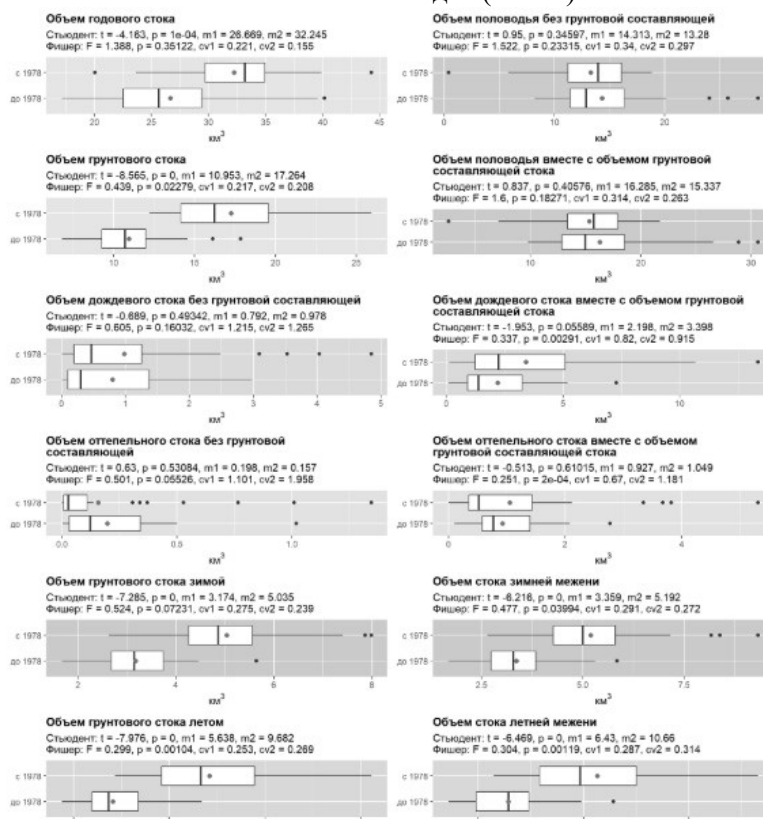 Объем годового стока
Стьюдент: t = -4.163, p = 1e-04, m1 = 26.669, m2 = 32.245
Фишер: F = 1.388, p = 0.35122, cv1 = 0.221, cv2 = 0.155
с 1978
до 1978
20 25 30 35 40 45
км³
Объем половодья без грунтовой составляющей
Стьюдент: t = 0.95, p = 0.34597, m1 = 14.313, m2 = 13.28
Фишер: F = 1.522, p = 0.23315, cv1 = 0.34, cv2 = 0.297
с 1978
до 1978
0 10 20
км³
Объем грунтового стока
Стьюдент: t = -8.565, p = 0, m1 = 10.953, m2 = 17.264
Фишер: F = 0.439, p = 0.02279, cv1 = 0.217, cv2 = 0.208
с 1978
до 1978
10 15 20 25
км³
Объем половодья вместе с объемом грунтовой
составляющей стока
Стьюдент: t = 0.837, p = 0.40576, m1 = 16.285, m2 = 15.337
Фишер: F = 1.6, p = 0.18271, cv1 = 0.314, cv2 = 0.263
с 1978
до 1978
10 20 30
км³
Объем дождевого стока без грунтовой составляющей
Стьюдент: t = -0.689, p = 0.49342, m1 = 0.792, m2 = 0.978
Фишер: F = 0.605, p = 0.16032, cv1 = 1.215, cv2 = 1.265
с 1978
до 1978
0 1 2 3 4 5
км³
Объем дождевого стока вместе с объемом грунтовой
составляющей стока
Стьюдент: t = -1.953, p = 0.05589, m1 = 2.198, m2 = 3.398
Фишер: F = 0.337, p = 0.00291, cv1 = 0.82, cv2 = 0.915
с 1978
до 1978
0 5 10
км³
Объем оттепельного стока без грунтовой
составляющей
Стьюдент: t = 0.63, p = 0.53084, m1 = 0.198, m2 = 0.157
Фишер: F = 0.501, p = 0.05526, cv1 = 1.101, cv2 = 1.958
с 1978
до 1978
0.0 0.5 1.0
км³
Объем оттепельного стока вместе с объемом
грунтовой составляющей стока
Стьюдент: t = -0.513, p = 0.61015, m1 = 0.927, m2 = 1.049
Фишер: F = 0.251, p = 2e-04, cv1 = 0.67, cv2 = 1.181
с 1978
до 1978
0 2 4
км³
Объем грунтового стока зимой
Стьюдент: t = -7.285, p = 0, m1 = 3.174, m2 = 5.035
Фишер: F = 0.524, p = 0.07231, cv1 = 0.275, cv2 = 0.239
с 1978
до 1978
2 4 6 8
км³
Объем стока зимней межени
Стьюдент: t = -6.216, p = 0, m1 = 3.359, m2 = 5.192
Фишер: F = 0.477, p = 0.03994, cv1 = 0.291, cv2 = 0.272
с 1978
до 1978
2.5 5.0 7.5
км³
Объем грунтового стока летом
Стьюдент: t = -7.976, p = 0, m1 = 5.638, m2 = 9.682
Фишер: F = 0.299, p = 0.00104, cv1 = 0.253, cv2 = 0.269
с 1978
до 1978
Объем стока летней межени
Стьюдент: t = -6.469, p = 0, m1 = 6.43, m2 = 10.66
Фишер: F = 0.304, p = 0.00119, cv1 = 0.287, cv2 = 0.314
с 1978
до 1978